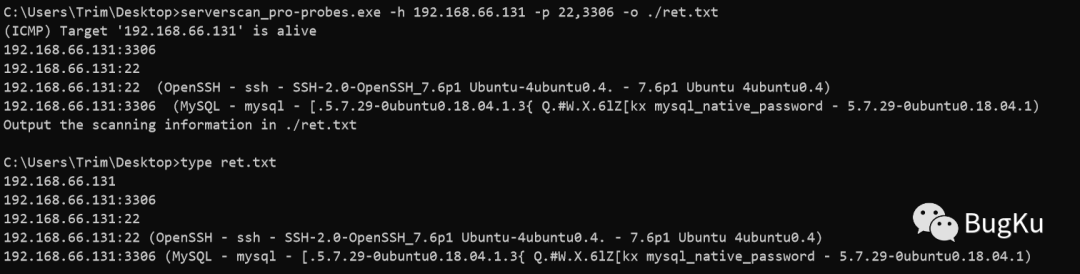 C:\Users\Trim\Desktop>serverscan_pro-probes.exe -h 192.168.66.131 -p 22,3306 -o ./ret.txt
(ICMP) Target '192.168.66.131' is alive
192.168.66.131:3306
192.168.66.131:22
192.168.66.131:22  (OpenSSH - ssh - SSH-2.0-OpenSSH_7.6p1 Ubuntu-4ubuntu0.4. - 7.6p1 Ubuntu 4ubuntu0.4)
192.168.66.131:3306  (MySQL - mysql - [.5.7.29-0ubuntu0.18.04.1.3{ Q.#W.X.6lZ[kx mysql_native_password - 5.7.29-0ubuntu0.18.04.1)
Output the scanning information in ./ret.txt
C:\Users\Trim\Desktop>type ret.txt
192.168.66.131
192.168.66.131:3306
192.168.66.131:22
192.168.66.131:22 (OpenSSH - ssh - SSH-2.0-OpenSSH_7.6p1 Ubuntu-4ubuntu0.4. - 7.6p1 Ubuntu 4ubuntu0.4)
192.168.66.131:3306 (MySQL - mysql - [.5.7.29-0ubuntu0.18.04.1.3{ Q.#W.X.6lZ[kx mysql_native_password - 5.7.29-0ubuntu0.18.04.1)
BugKu